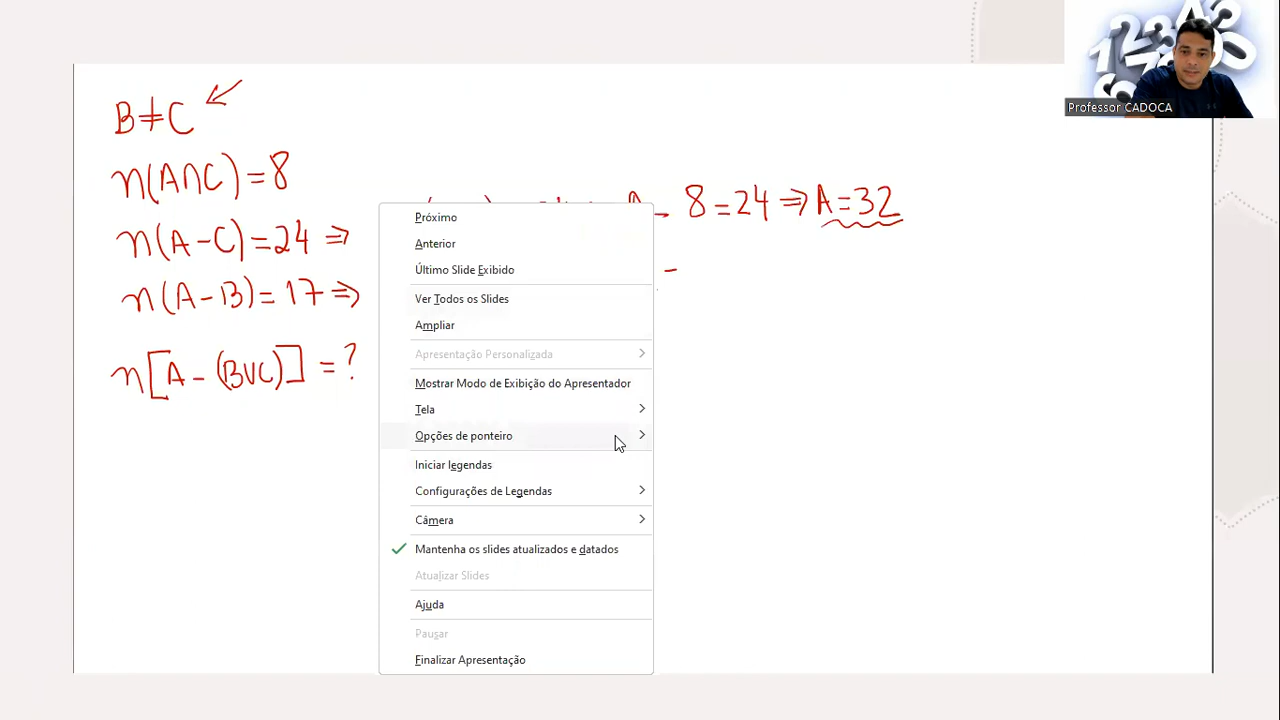 Professor CADOCA
B≠C
n(A∩C)=8
8=24 ⇒ A=32
n(A-C)=24 ⇒
n(A-B)=17 ⇒
n[A-(B∪C)]=?
Próximo
Anterior
Último Slide Exibido
Ver Todos os Slides
Ampliar
Apresentação Personalizada
Mostrar Modo de Exibição do Apresentador
Tela
Opções de ponteiro
Iniciar legendas
Configurações de Legendas
Câmera
Mantenha os slides atualizados e datados
Atualizar Slides
Ajuda
Pausar
Finalizar Apresentação